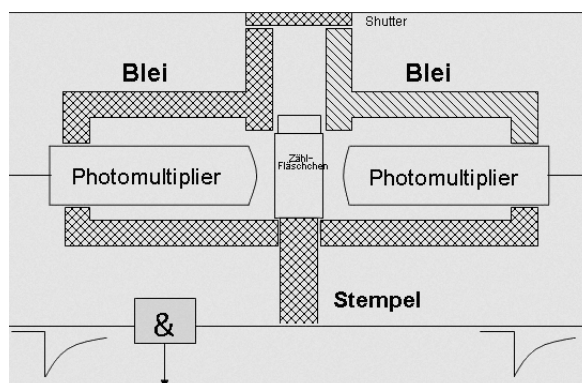 Shutter
Blei
Blei
Photomultiplier
Zähl-
Fläschchen
Photomultiplier
Stempel
&